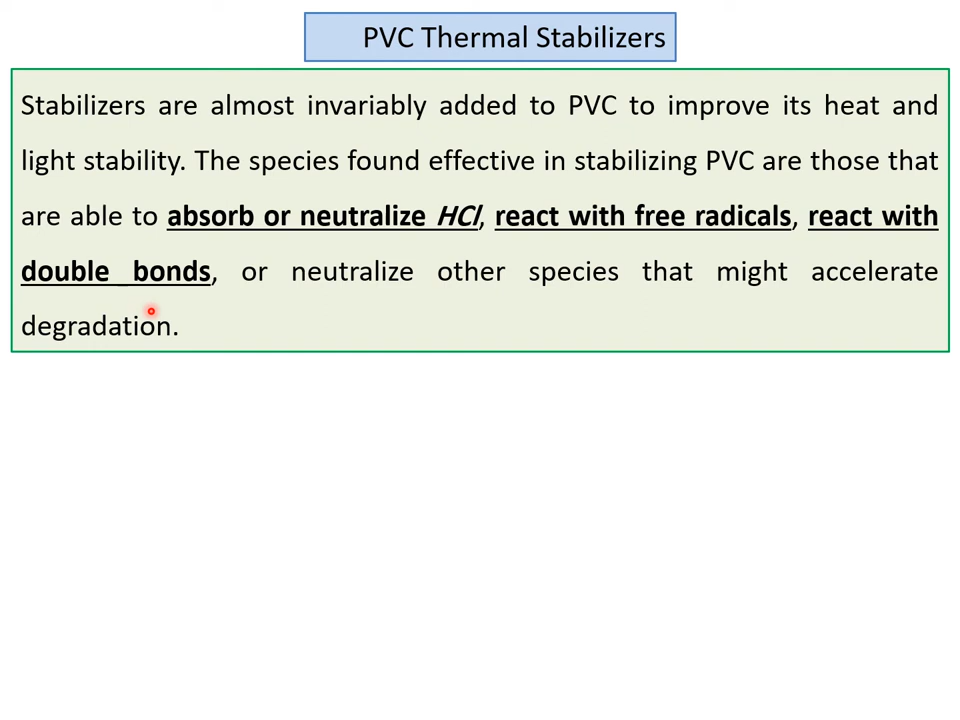 PVC Thermal Stabilizers
Stabilizers are almost invariably added to PVC to improve its heat and
light stability. The species found effective in stabilizing PVC are those that
are able to absorb or neutralize HCl, react with free radicals, react with
double bonds, or neutralize other species that might accelerate
degradation.